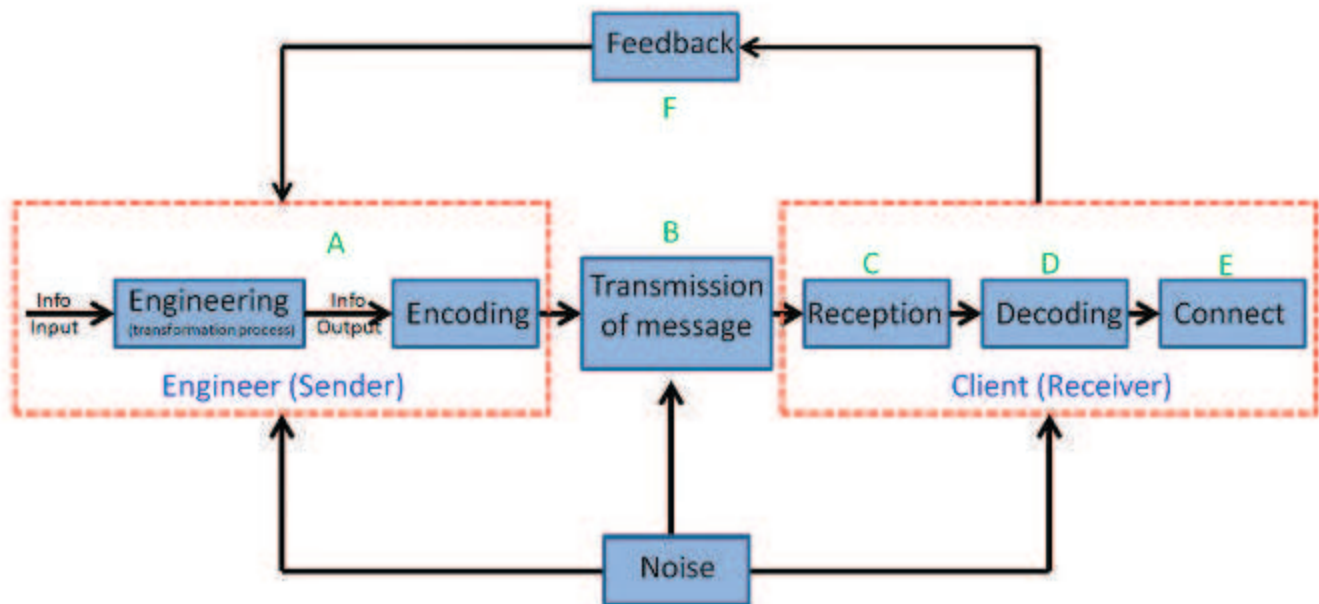 Feedback
F
A
B
C
D
E
Info
Input
Engineering
(transformation process)
Info
Output
Encoding
Transmission
of message
Reception
Decoding
Connect
Engineer (Sender)
Client (Receiver)
Noise